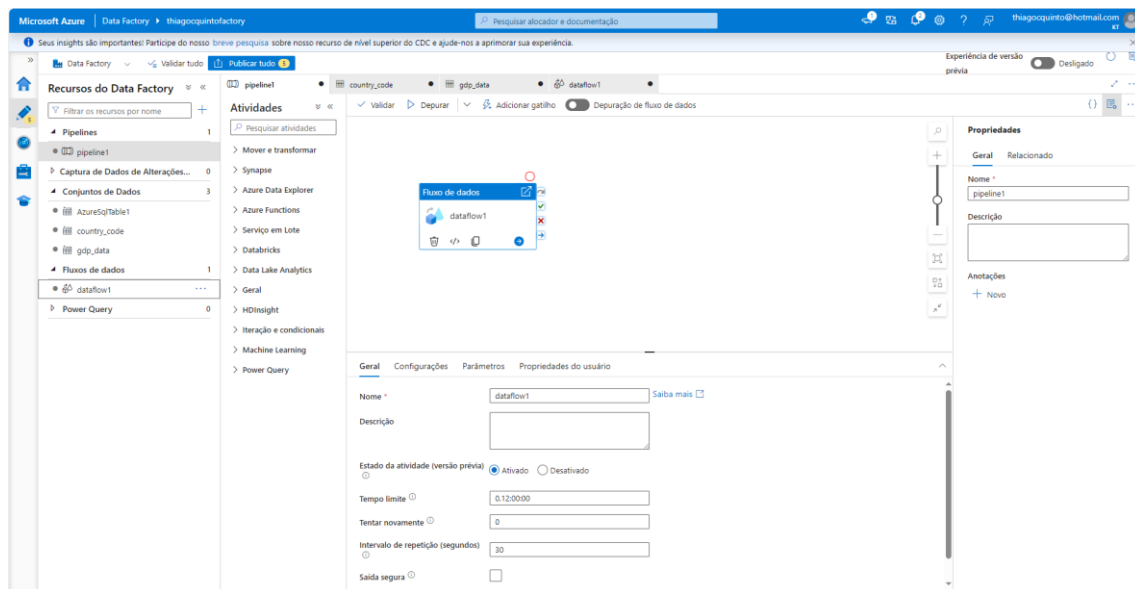 Microsoft Azure | Data Factory ▸ thiagocquintofactory
Pesquisar alocador e documentação
1
2
thiagocquinto@hotmail.com
KT
Seus insights são importantes! Participe do nosso breve pesquisa sobre nosso recurso de nível superior do CDC e ajude-nos a aprimorar sua experiência.
Data Factory
Validar tudo
Publicar tudo 5
Experiência de versão prévia
Desligado
Recursos do Data Factory
Filtrar os recursos por nome
Pipelines 1
pipeline1
Captura de Dados de Alterações... 0
Conjuntos de Dados 3
AzureSqlTable1
country_code
gdp_data
Fluxos de dados 1
dataflow1
Power Query 0
pipeline1
country_code
gdp_data
dataflow1
Atividades
Pesquisar atividades
Mover e transformar
Synapse
Azure Data Explorer
Azure Functions
Serviço em Lote
Databricks
Data Lake Analytics
Geral
HDInsight
Iteração e condicionais
Machine Learning
Power Query
Validar
Depurar
Adicionar gatilho
Depuração de fluxo de dados
Fluxo de dados
dataflow1
Geral Configurações Parâmetros Propriedades do usuário
Nome *
dataflow1
Saiba mais
Descrição
Estado da atividade (versão prévia)
Ativado
Desativado
Tempo limite
0.12:00:00
Tentar novamente
0
Intervalo de repetição (segundos)
30
Saída segura
Propriedades
Geral Relacionado
Nome *
pipeline1
Descrição
Anotações
Novo